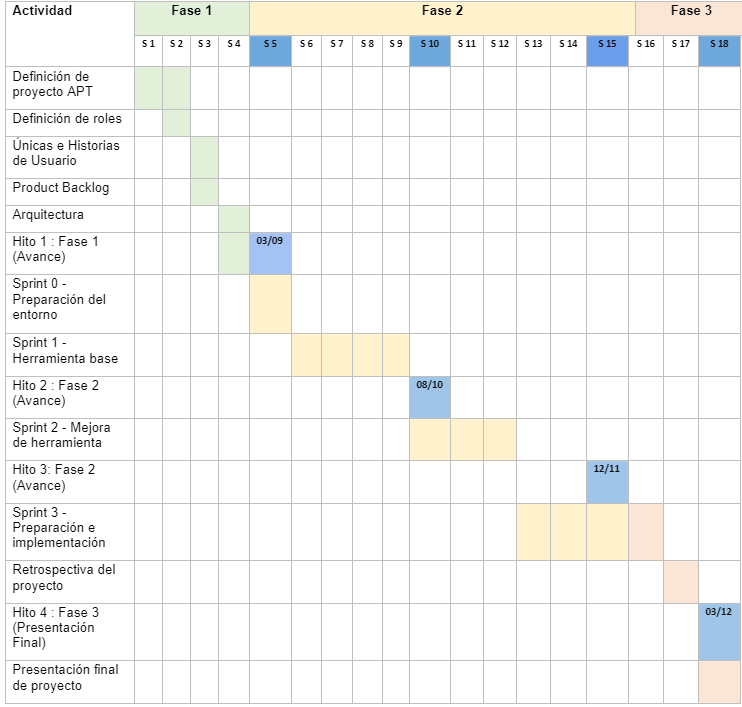 Actividad Fase 1 Fase 2 Fase 3
S 1 S 2 S 3 S 4 S 5 S 6 S 7 S 8 S 9 S 10 S 11 S 12 S 13 S 14 S 15 S 16 S 17 S 18
Definición de
proyecto APT
Definición de roles
Únicas e Historias
de Usuario
Product Backlog
Arquitectura
Hito 1 : Fase 1 03/09
(Avance)
Sprint 0 -
Preparación del
entorno
Sprint 1 -
Herramienta base
Hito 2 : Fase 2 08/10
(Avance)
Sprint 2 - Mejora
de herramienta
Hito 3: Fase 2 12/11
(Avance)
Sprint 3 -
Preparación e
implementación
Retrospectiva del
proyecto
Hito 4 : Fase 3 03/12
(Presentación
Final)
Presentación final
de proyecto